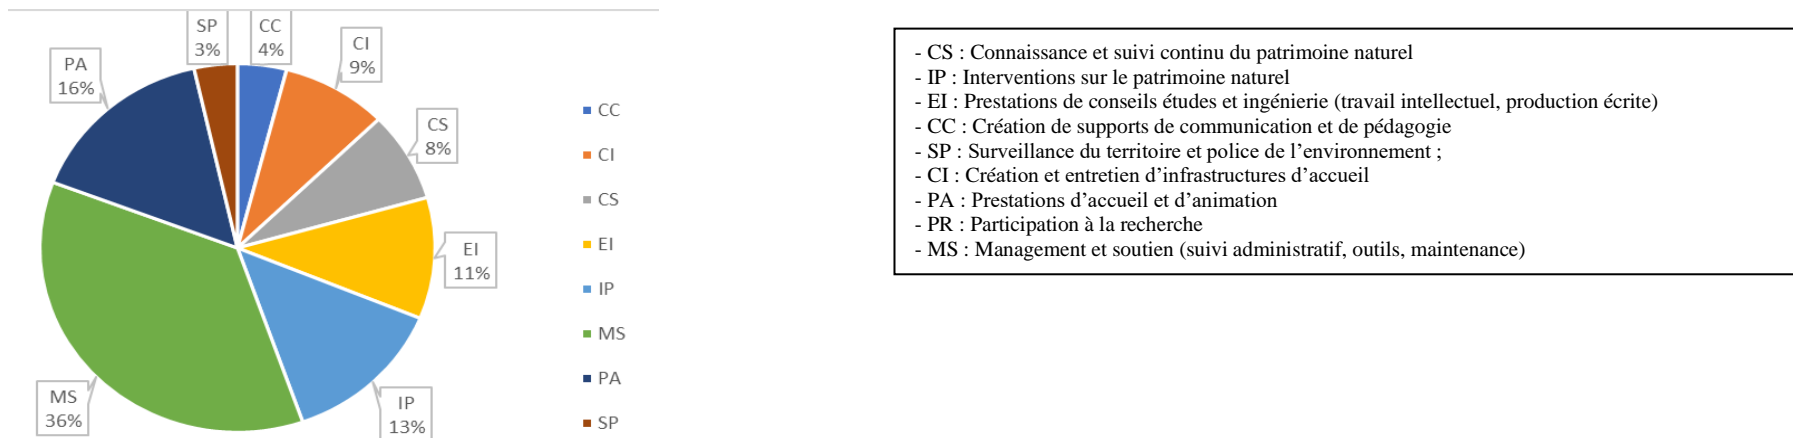 SP
3%
CC
4%
CI
9%
PA
16%
CS
8%
EI
11%
MS
36%
IP
13%
CC
CI
CS
EI
IP
MS
PA
SP
- CS : Connaissance et suivi continu du patrimoine naturel
- IP : Interventions sur le patrimoine naturel
- EI : Prestations de conseils études et ingénierie (travail intellectuel, production écrite)
- CC : Création de supports de communication et de pédagogie
- SP : Surveillance du territoire et police de l’environnement ;
- CI : Création et entretien d’infrastructures d’accueil
- PA : Prestations d’accueil et d’animation
- PR : Participation à la recherche
- MS : Management et soutien (suivi administratif, outils, maintenance)